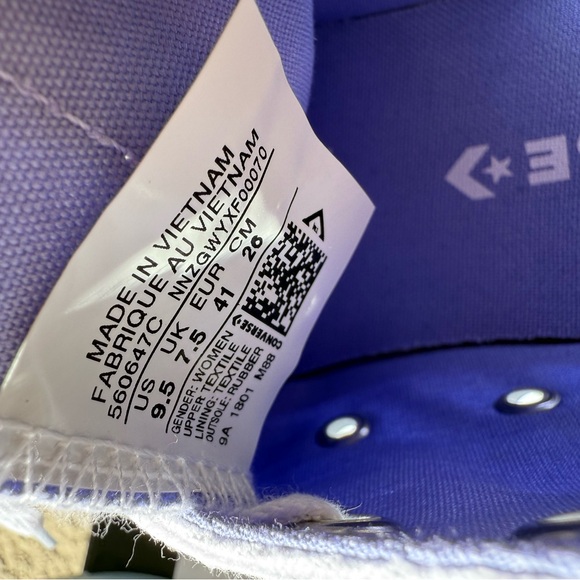 MADE IN VIETNAM
FABRIQUE AU VIETNAM
560647C NNZGWYXF00070
US UK EUR CM
9.5 7.5 41 26
GENDER: WOMEN
UPPER: TEXTILE
LINING: TEXTILE
OUTSOLE: RUBBER
9A 1801 M88
CONVERSE
SE